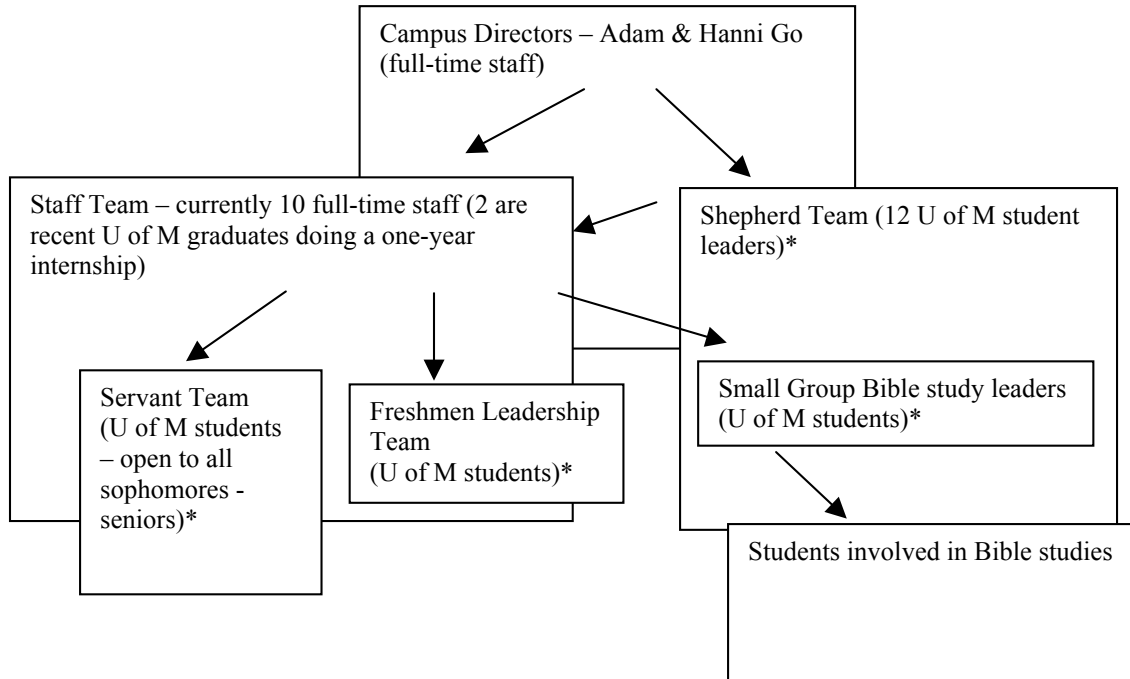 Campus Directors – Adam & Hanni Go
(full-time staff)
Staff Team – currently 10 full-time staff (2 are
recent U of M graduates doing a one-year
internship)
Shepherd Team (12 U of M student
leaders)*
Servant Team
(U of M students
– open to all
sophomores -
seniors)*
Freshmen Leadership
Team
(U of M students)*
Small Group Bible study leaders
(U of M students)*
Students involved in Bible studies